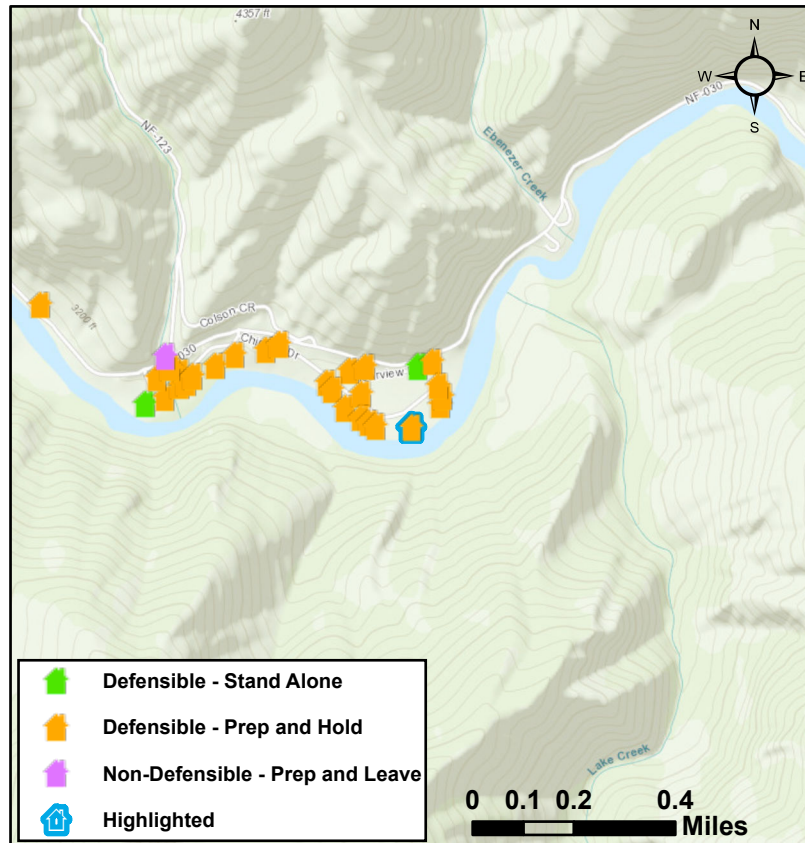 4357 ft
N
W
E
S
NF-030
NF-123
Ebenezer Creek
3200 ft
Colson CR
030
Dr
rview
Defensible - Stand Alone
Defensible - Prep and Hold
Non-Defensible - Prep and Leave
Highlighted
Lake Creek
0 0.1 0.2 0.4
Miles